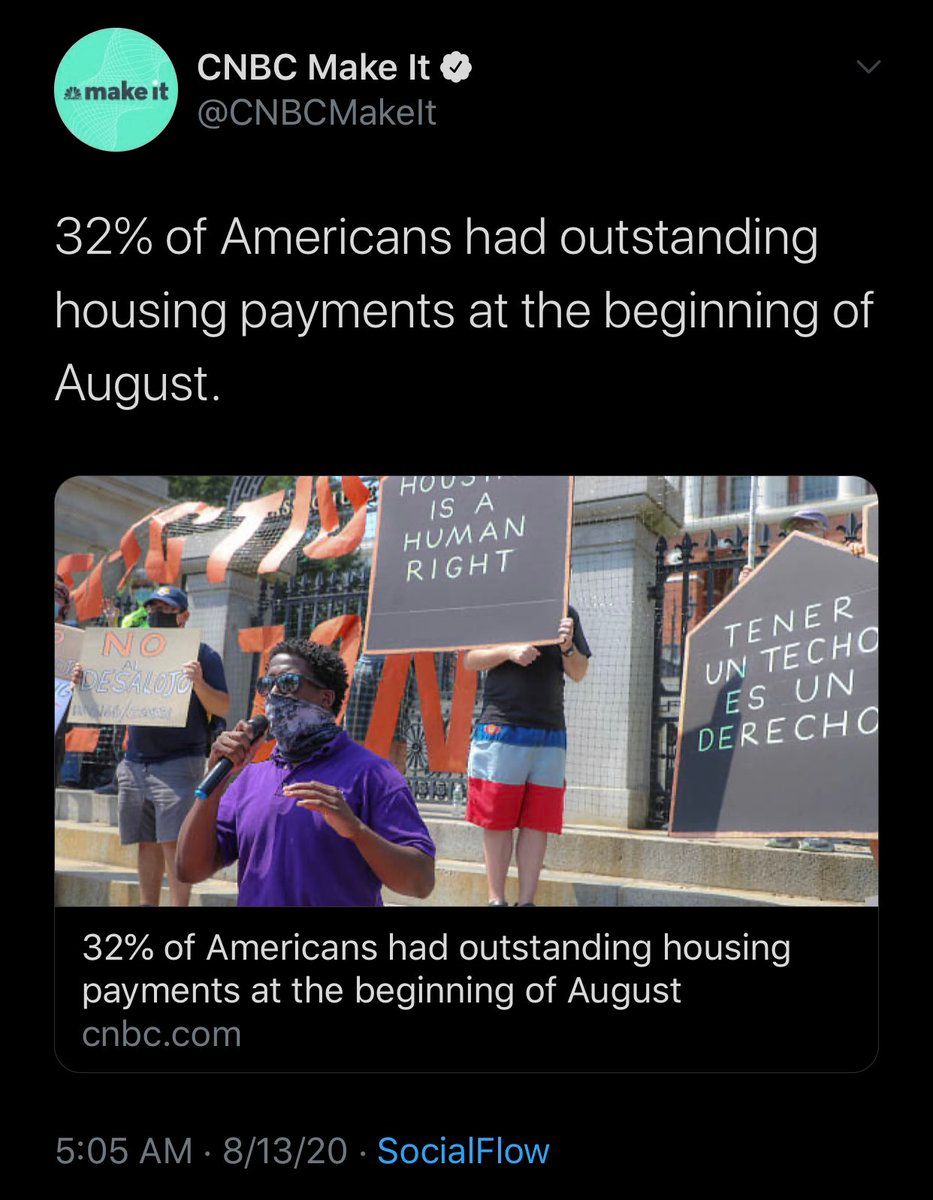 make it
CNBC Make It
@CNBCMakeIt
32% of Americans had outstanding
housing payments at the beginning of
August.
IS A
HUMAN
RIGHT
NO
AL
DESALOJO
TENER
UN TECHO
ES UN
DERECHO
32% of Americans had outstanding housing
payments at the beginning of August
cnbc.com
5:05 AM · 8/13/20 · SocialFlow